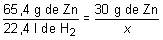 65,4 g de Zn = 30 g de Zn
22,4 l de H₂ x